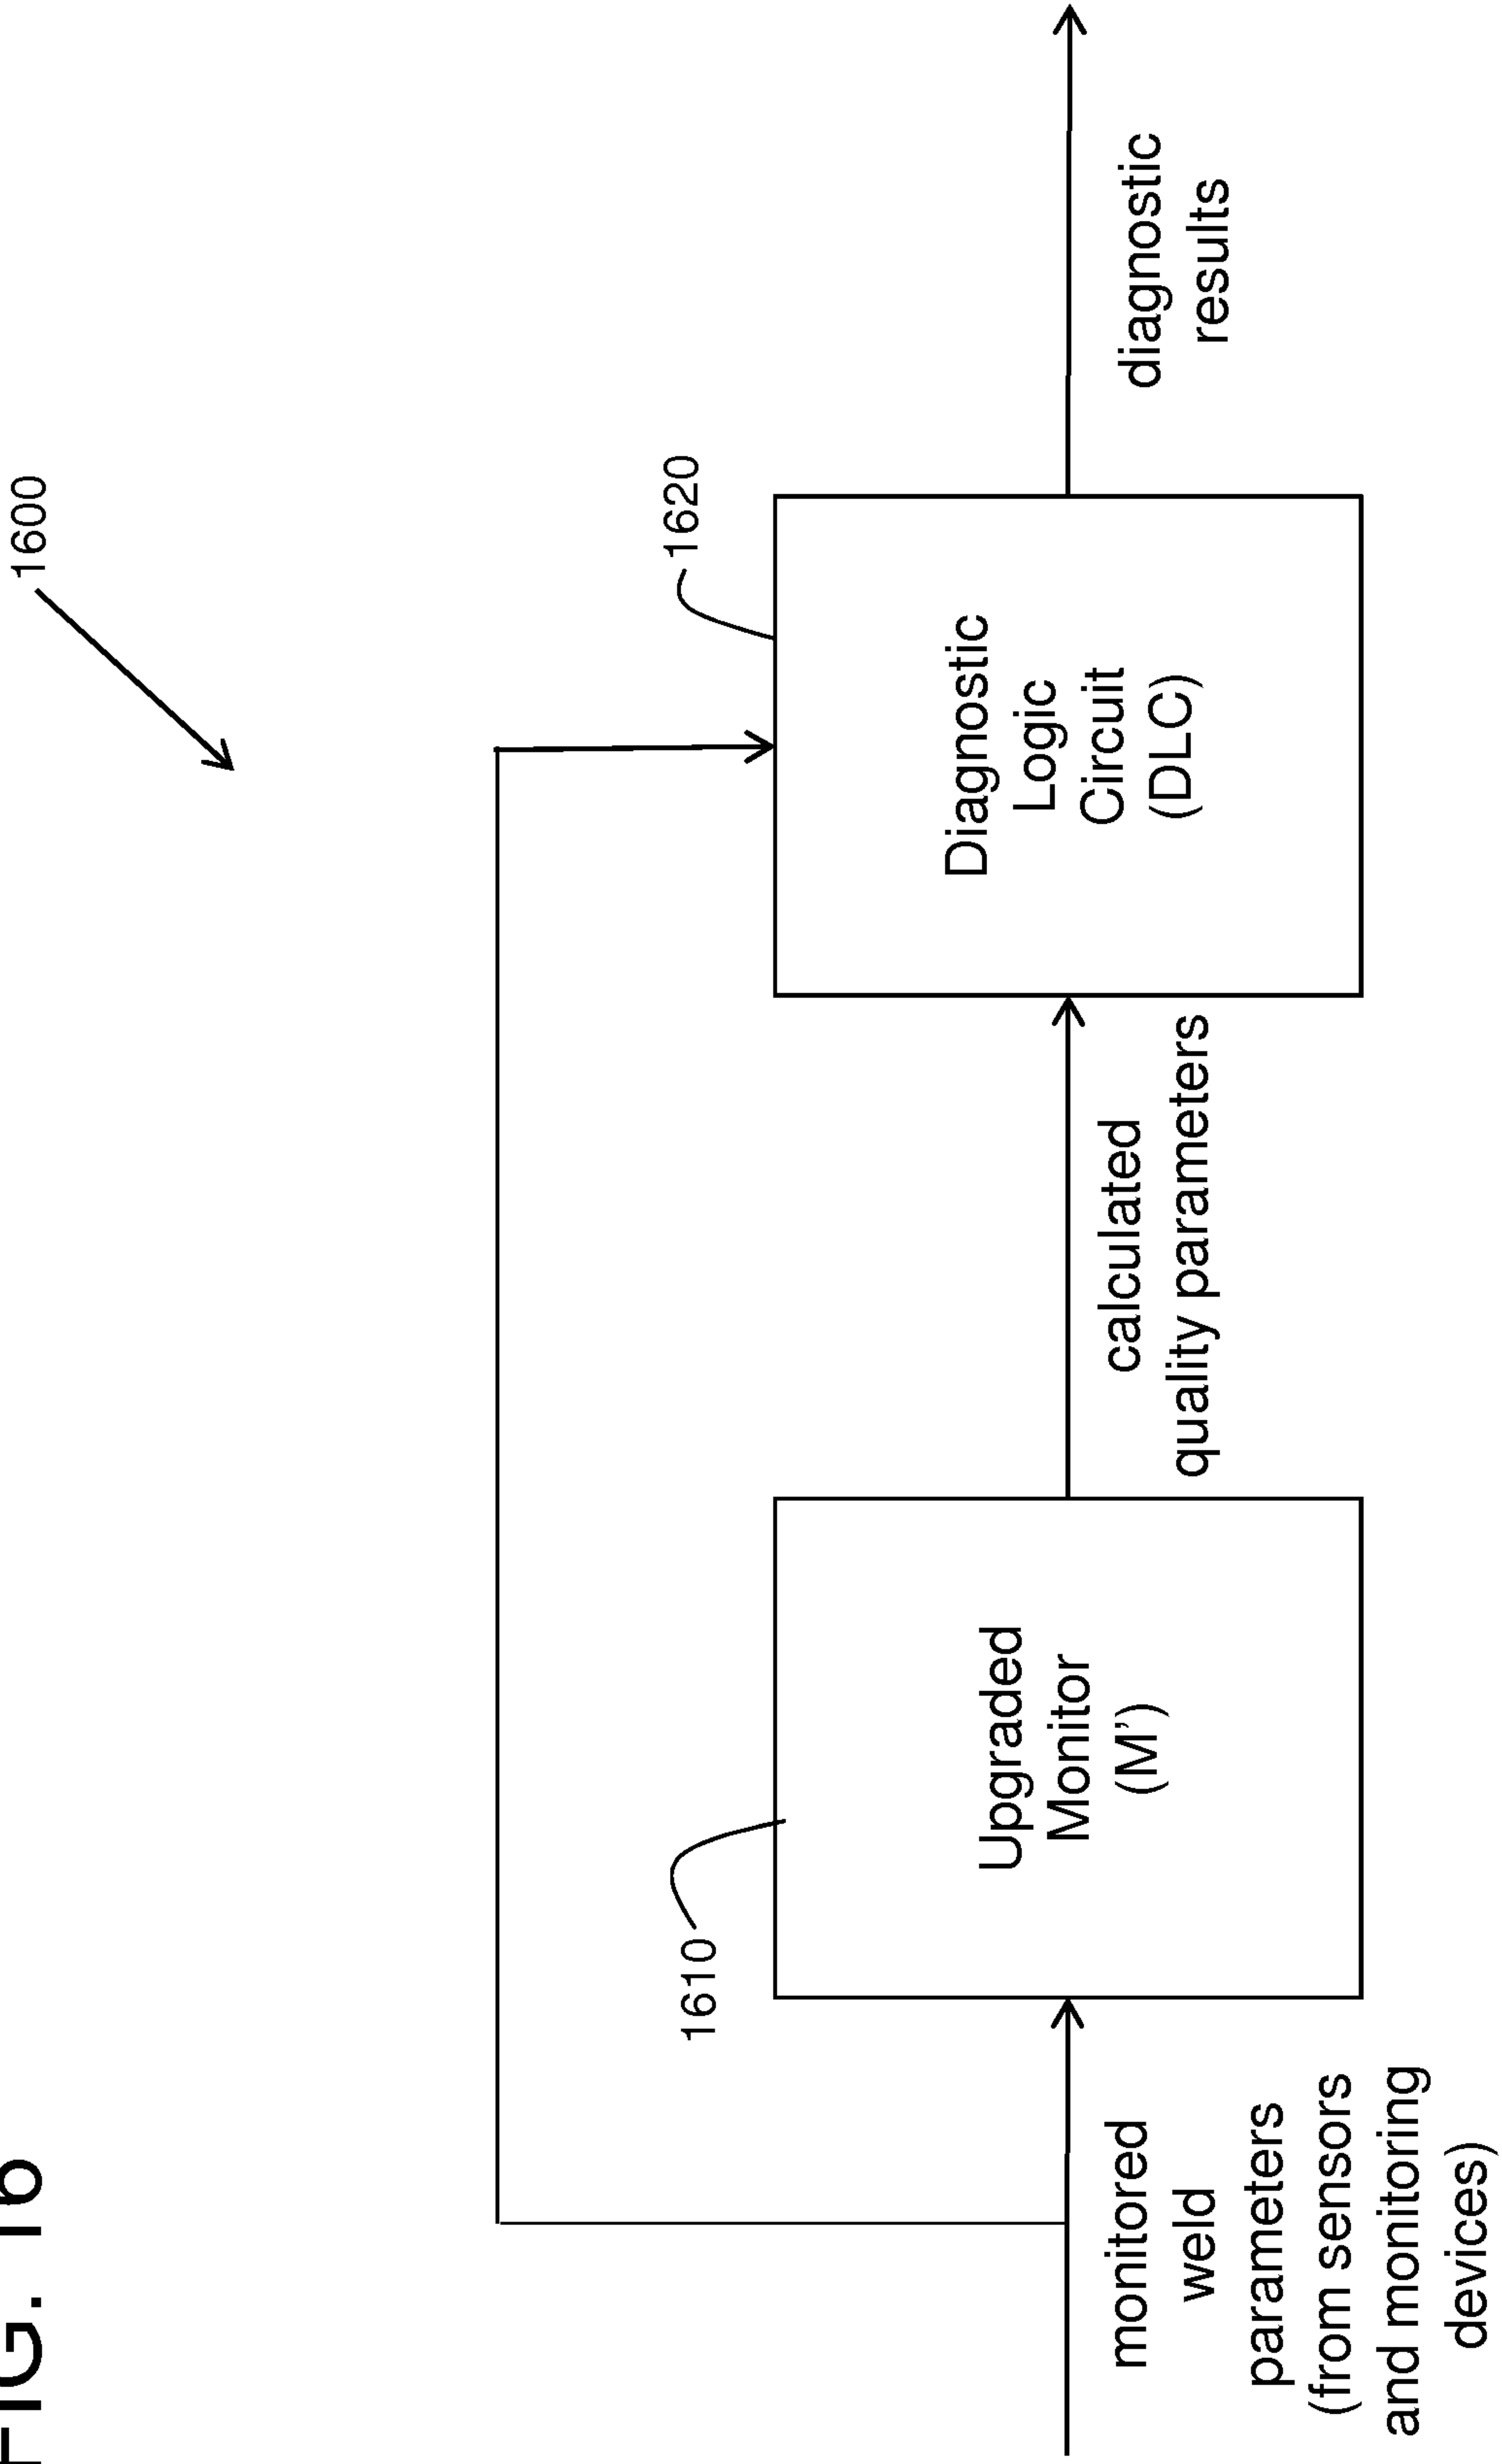 FIG. 16
1600
1610
1620
Upgraded
Monitor
(M')
Diagnostic
Logic
Circuit
(DLC)
monitored
weld
parameters
(from sensors
and monitoring
devices)
calculated
quality parameters
diagnostic
results